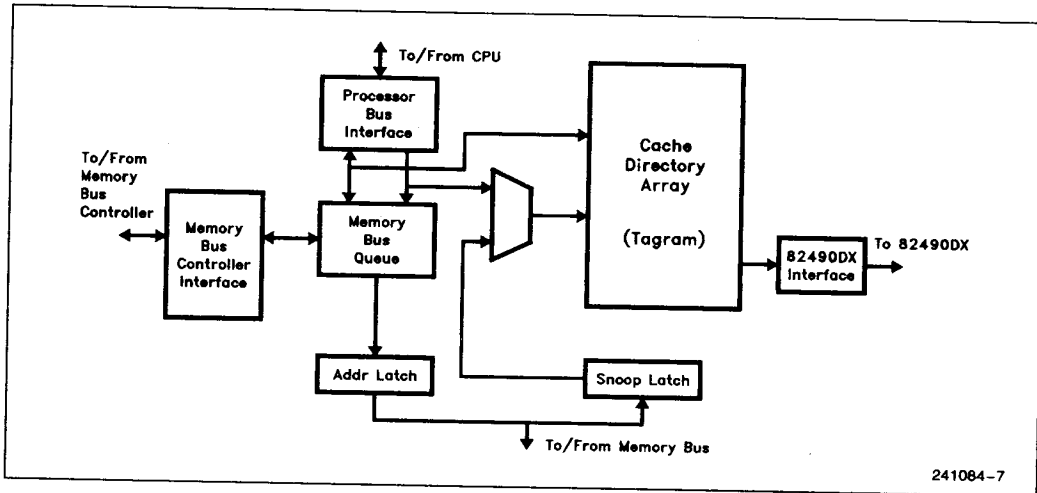 To/From CPU
Processor
Bus
Interface
To/From
Memory
Bus
Controller
Memory
Bus
Controller
Interface
Memory
Bus
Queue
Cache
Directory
Array
(Tagram)
82490DX
Interface
To 82490DX
Addr Latch
Snoop Latch
To/From Memory Bus
241084-7